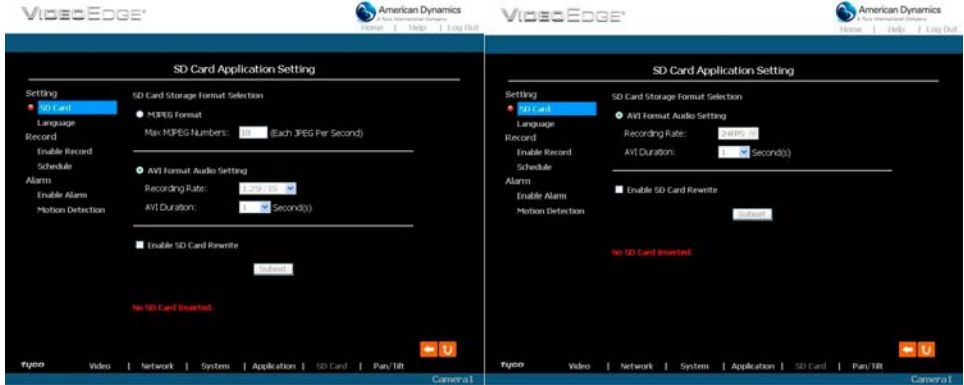 VIDEOEDGE
American Dynamics
A Tyco International Company
Home | Help | Log Out
SD Card Application Setting
Setting
SD Card
Language
Record
Enable Record
Schedule
Alarm
Enable Alarm
Motion Detection
SD Card Storage Format Selection
MJPEG Format
Max MJPEG Numbers: 10 (Each JPEG Per Second)
AVI Format Audio Setting
Recording Rate:
AVI Duration: 1 Second(s)
Enable SD Card Rewrite
Submit
No SD Card Inserted.
tyco Video | Network | System | Application | SD Card | Pan/Tilt
Camera1
VIDEOEDGE
American Dynamics
A Tyco International Company
Home | Help | Log Out
SD Card Application Setting
Setting
SD Card
Language
Record
Enable Record
Schedule
Alarm
Enable Alarm
Motion Detection
SD Card Storage Format Selection
AVI Format Audio Setting
Recording Rate: 24FPS
AVI Duration: 1 Second(s)
Enable SD Card Rewrite
Submit
No SD Card Inserted.
tyco Video | Network | System | Application | SD Card | Pan/Tilt
Camera1